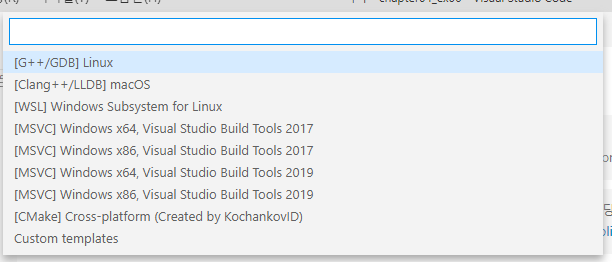 Visual Studio Code
[G++/GDB] Linux
[Clang++/LLDB] macOS
[WSL] Windows Subsystem for Linux
[MSVC] Windows x64, Visual Studio Build Tools 2017
[MSVC] Windows x86, Visual Studio Build Tools 2017
[MSVC] Windows x64, Visual Studio Build Tools 2019
[MSVC] Windows x86, Visual Studio Build Tools 2019
[CMake] Cross-platform (Created by KochankovID)
Custom templates